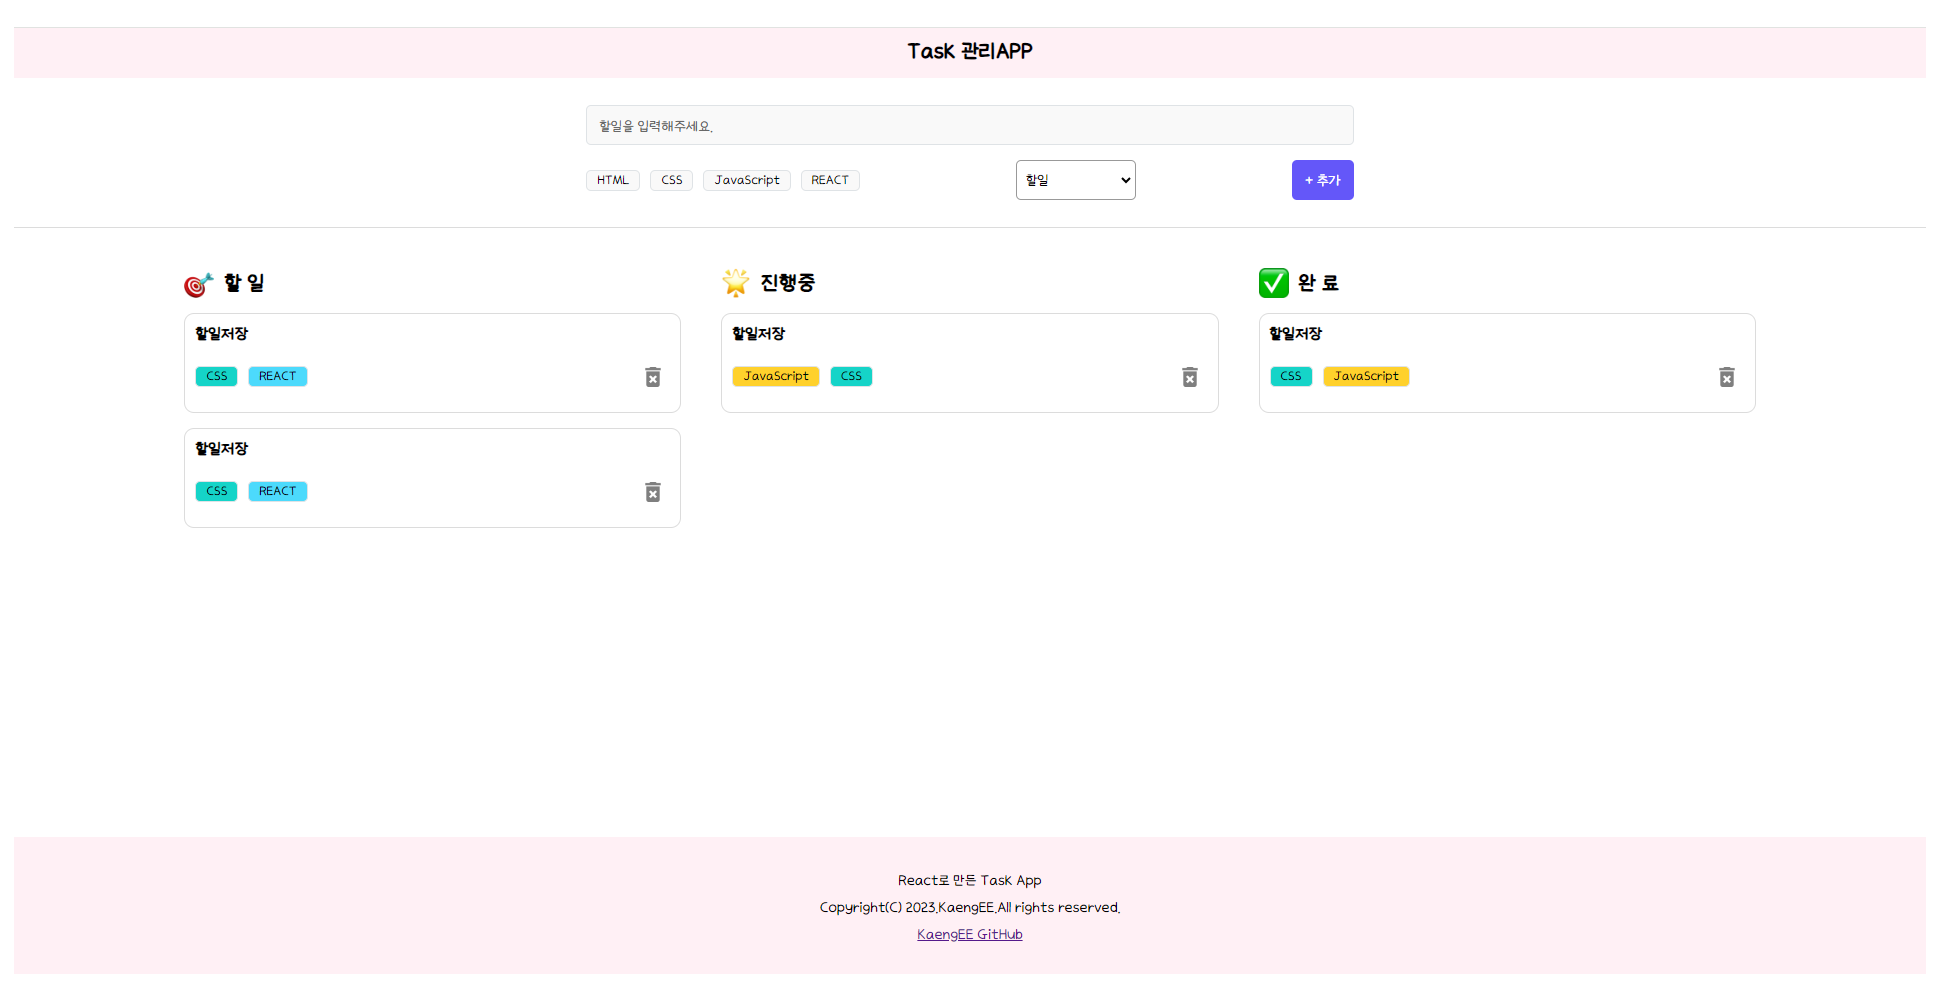 Task 관리APP
할일을 입력해주세요.
HTML CSS JavaScript REACT 할일 + 추가
할 일
할일저장
CSS REACT
할일저장
CSS REACT
진행중
할일저장
JavaScript CSS
완 료
할일저장
CSS JavaScript
React로 만든 Task App
Copyright(C) 2023.KaengEE.All rights reserved.
KaengEE GitHub